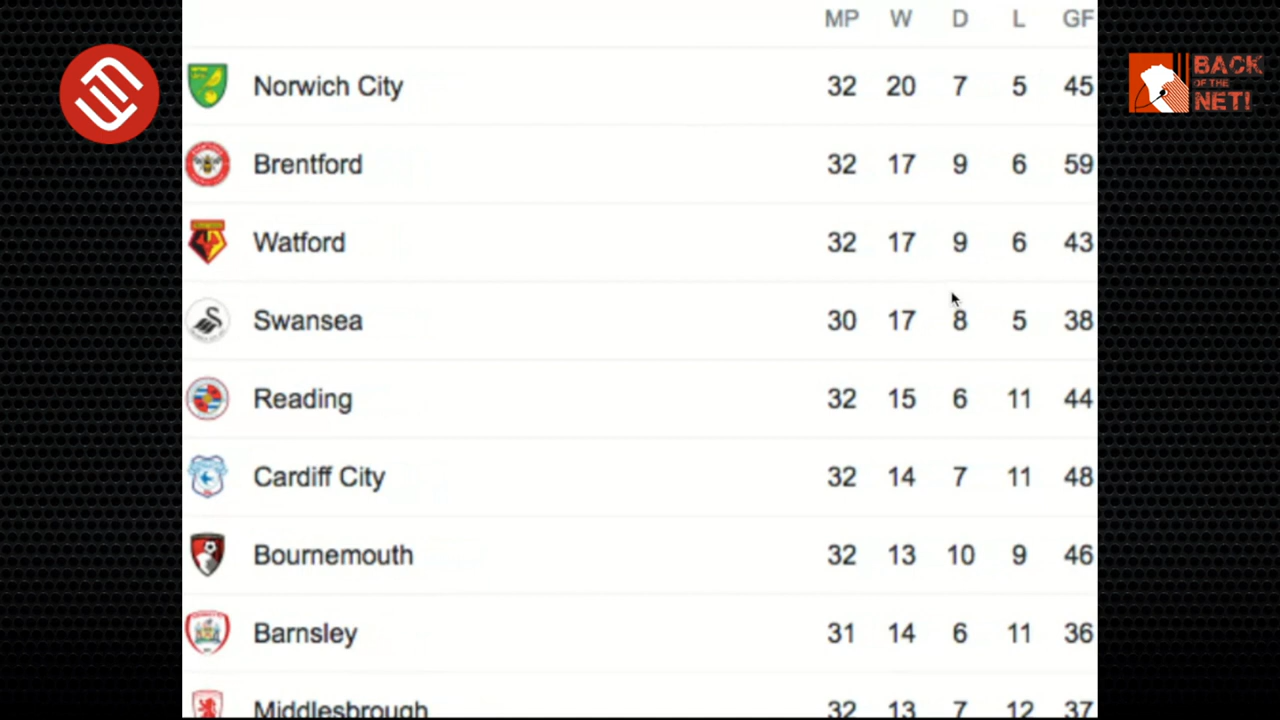 MP W D L GF
Norwich City 32 20 7 5 45
Brentford 32 17 9 6 59
Watford 32 17 9 6 43
Swansea 30 17 8 5 38
Reading 32 15 6 11 44
Cardiff City 32 14 7 11 48
Bournemouth 32 13 10 9 46
Barnsley 31 14 6 11 36
Middlesbrough 32 13 7 12 37
BACK
OF THE
NET!